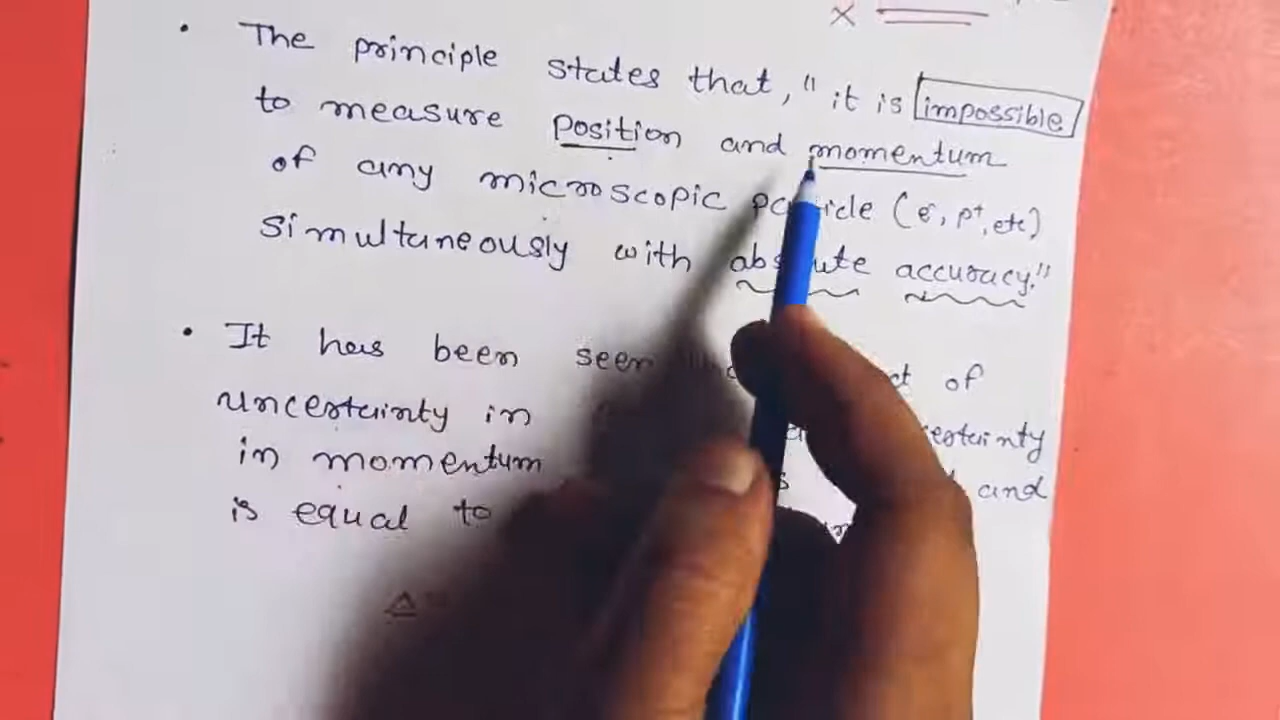 The principle states that, "it is impossible
to measure position and momentum
of any microscopic particle (e⁻, p⁺, etc)
simultaneously with absolute accuracy."
It has been seen of
uncertainty in
in momentum and
is equal to
Δ